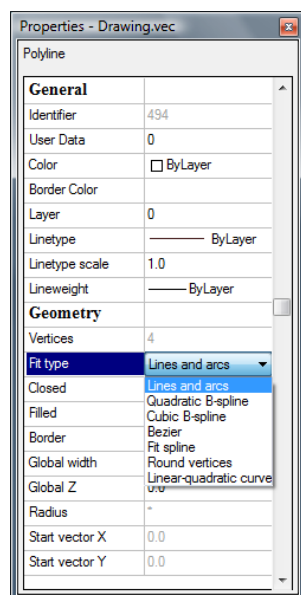 Properties - Drawing.vec
Polyline
General
Identifier 494
User Data 0
Color ByLayer
Border Color
Layer 0
Linetype ByLayer
Linetype scale 1.0
Lineweight ByLayer
Geometry
Vertices 4
Fit type Lines and arcs
Closed Lines and arcs
Quadratic B-spline
Filled Cubic B-spline
Border Bezier
Fit spline
Global width Round vertices
Linear-quadratic curve
Global Z 0.0
Radius *
Start vector X 0.0
Start vector Y 0.0